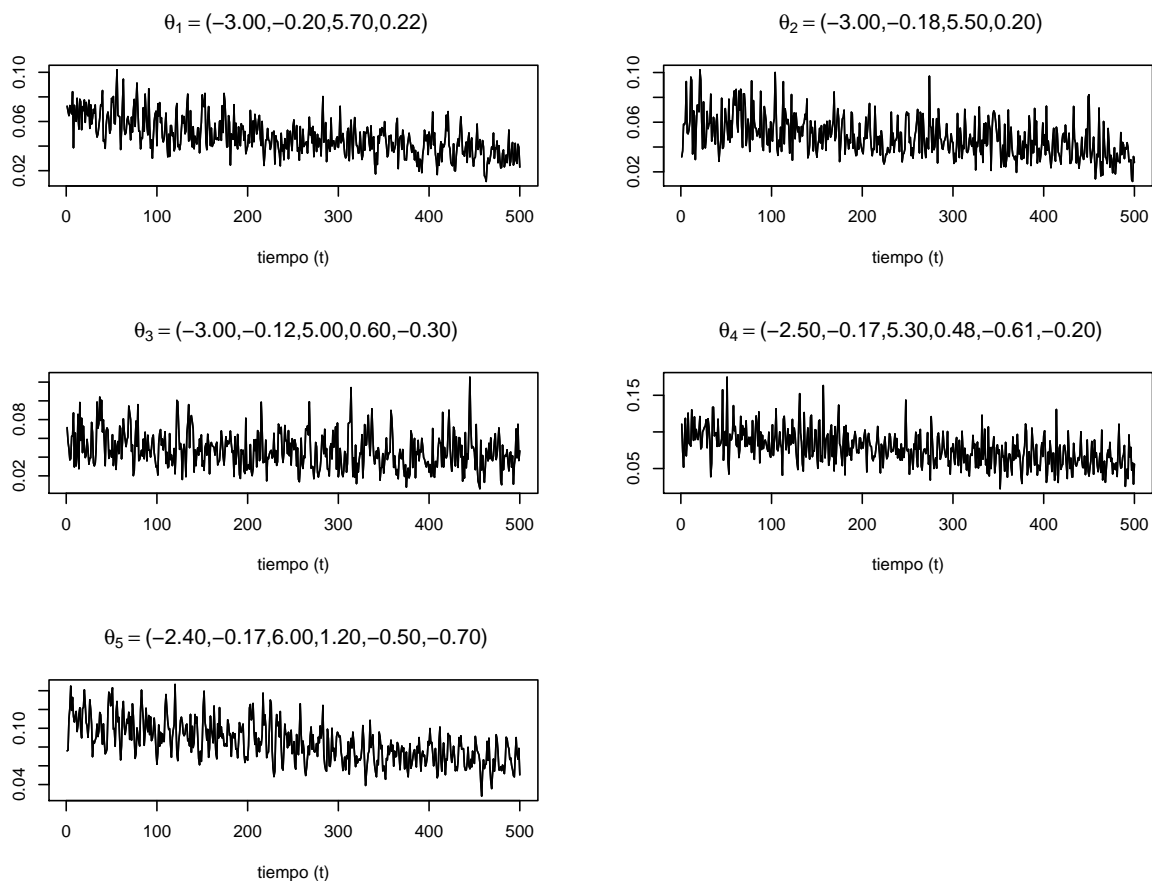 θ1 = (−3.00,−0.20,5.70,0.22)
0.02 0.06 0.10
0 100 200 300 400 500
tiempo (t)
θ2 = (−3.00,−0.18,5.50,0.20)
0.02 0.06 0.10
0 100 200 300 400 500
tiempo (t)
θ3 = (−3.00,−0.12,5.00,0.60,−0.30)
0.02 0.08
0 100 200 300 400 500
tiempo (t)
θ4 = (−2.50,−0.17,5.30,0.48,−0.61,−0.20)
0.05 0.15
0 100 200 300 400 500
tiempo (t)
θ5 = (−2.40,−0.17,6.00,1.20,−0.50,−0.70)
0.04 0.10
0 100 200 300 400 500
tiempo (t)